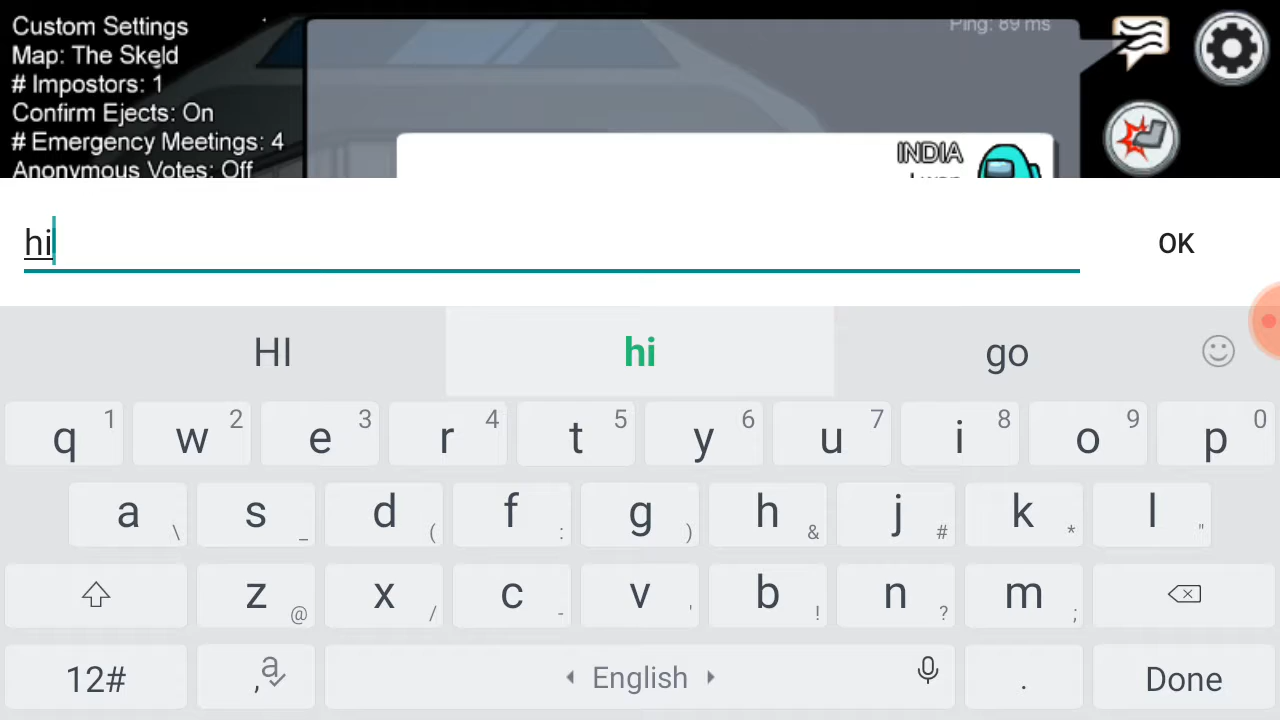 Custom Settings
Map: The Skeld
# Impostors: 1
Confirm Ejects: On
# Emergency Meetings: 4
Anonymous Votes: Off
Ping: 89 ms
INDIA
hi
OK
HI hi go
q 1 w 2 e 3 r 4 t 5 y 6 u 7 i 8 o 9 p 0
a \ s _ d ( f : g ) h & j # k * l "
z @ x / c - v ' b ! n ? m ;
12# , a English . Done